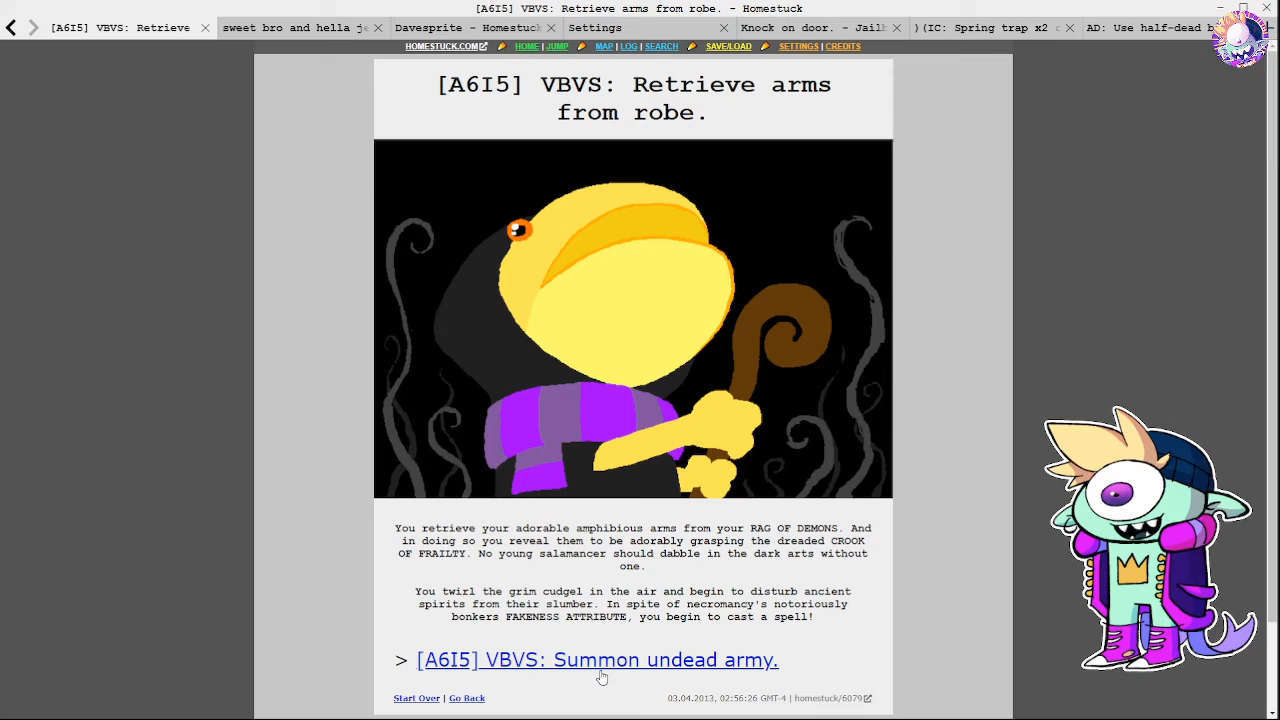 [A6I5] VBVS: Retrieve arms from robe. - Homestuck
[A6I5] VBVS: Retrieve
sweet bro and hella je
Davesprite - Homestuck
Settings
Knock on door. - Jailb
)(IC: Spring trap x2 c
AD: Use half-dead
HOMESTUCK.COM HOME | JUMP MAP | LOG | SEARCH SAVE/LOAD SETTINGS | CREDITS
[A6I5] VBVS: Retrieve arms
from robe.
You retrieve your adorable amphibious arms from your RAG OF DEMONS. And
in doing so you reveal them to be adorably grasping the dreaded CROOK
OF FRAILTY. No young salamancer should dabble in the dark arts without
one.
You twirl the grim cudgel in the air and begin to disturb ancient
spirits from their slumber. In spite of necromancy's notoriously
bonkers FAKENESS ATTRIBUTE, you begin to cast a spell!
> [A6I5] VBVS: Summon undead army.
Start Over | Go Back
03.04.2013, 02:56:26 GMT-4 | homestuck/6079